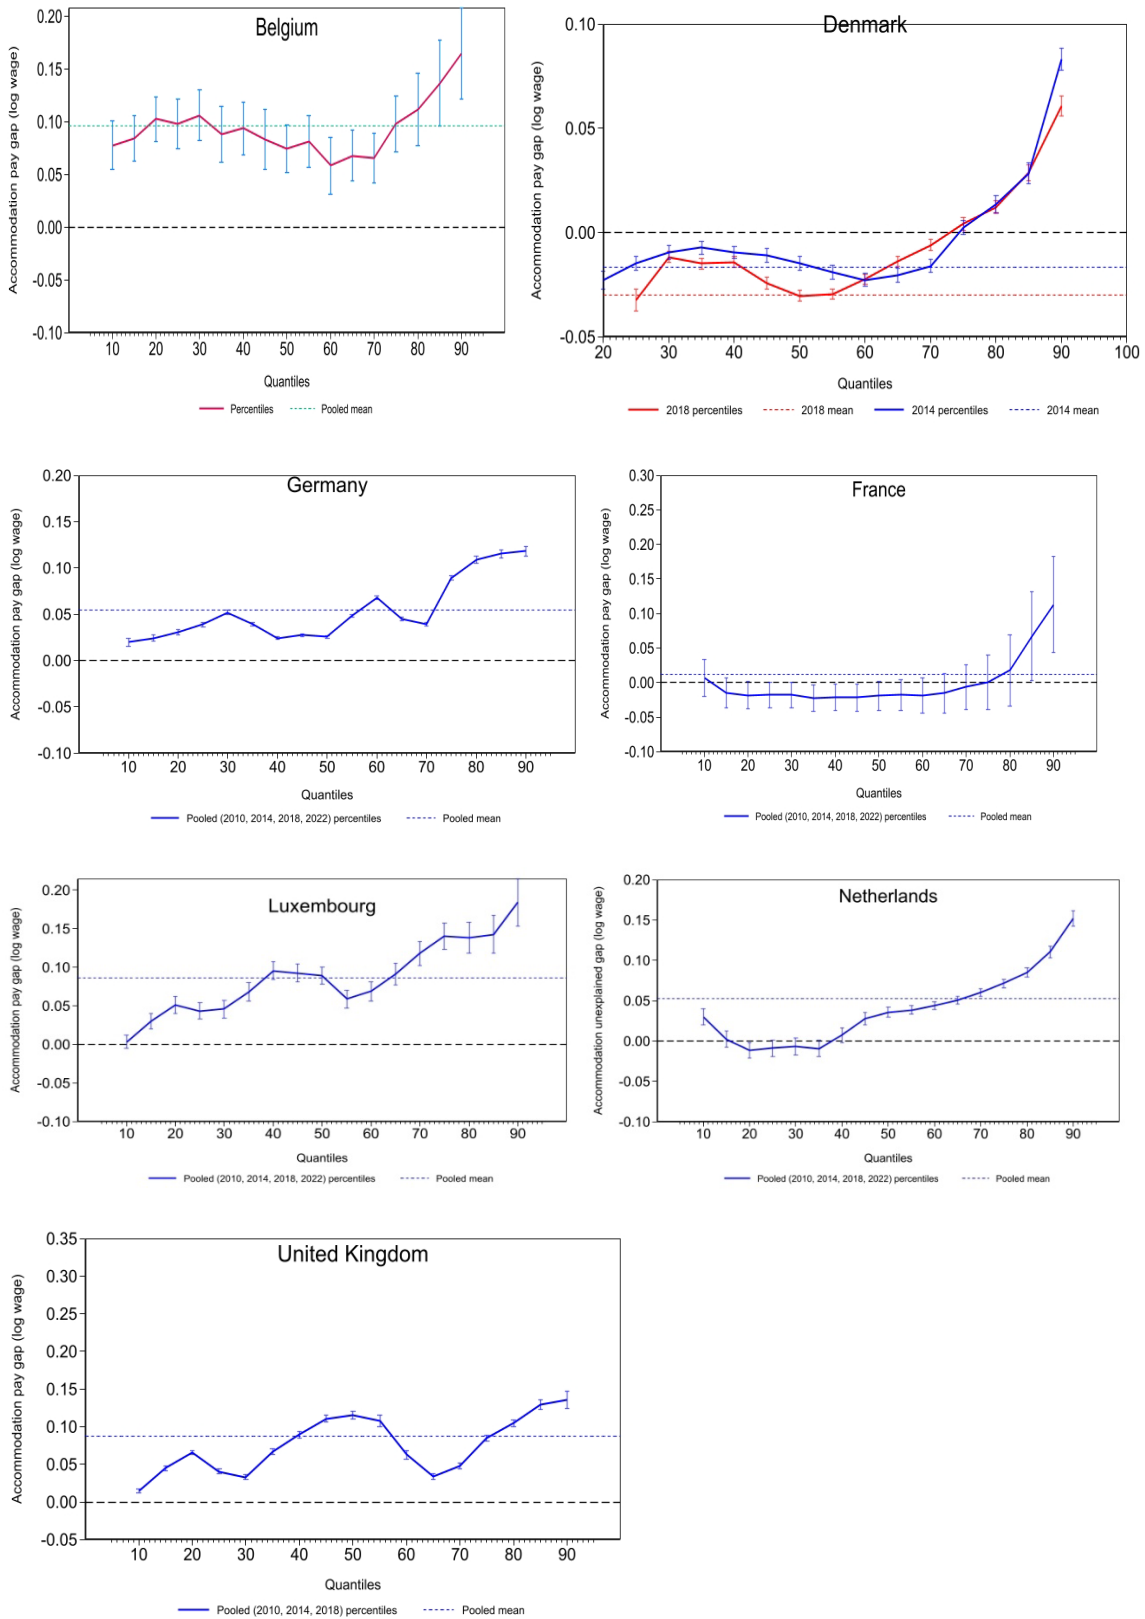 Belgium
Accommodation pay gap (log wage)
0.20
0.15
0.10
0.05
0.00
-0.05
-0.10
10 20 30 40 50 60 70 80 90
Quantiles
Percentiles Pooled mean
Denmark
Accommodation pay gap (log wage)
0.10
0.05
0.00
-0.05
20 30 40 50 60 70 80 90 100
Quantiles
2018 percentiles 2018 mean 2014 percentiles 2014 mean
Germany
Accommodation pay gap (log wage)
0.20
0.15
0.10
0.05
0.00
-0.05
-0.10
10 20 30 40 50 60 70 80 90
Quantiles
Pooled (2010, 2014, 2018, 2022) percentiles Pooled mean
France
Accommodation pay gap (log wage)
0.30
0.25
0.20
0.15
0.10
0.05
0.00
-0.05
-0.10
10 20 30 40 50 60 70 80 90
Quantiles
Pooled (2010, 2014, 2018, 2022) percentiles Pooled mean
Luxembourg
Accommodation pay gap (log wage)
0.20
0.15
0.10
0.05
0.00
-0.05
-0.10
10 20 30 40 50 60 70 80 90
Quantiles
Pooled (2010, 2014, 2018, 2022) percentiles Pooled mean
Netherlands
Accommodation unexplained gap (log wage)
0.20
0.15
0.10
0.05
0.00
-0.05
-0.10
10 20 30 40 50 60 70 80 90
Quantiles
Pooled (2010, 2014, 2018, 2022) percentiles Pooled mean
United Kingdom
Accommodation pay gap (log wage)
0.35
0.30
0.25
0.20
0.15
0.10
0.05
0.00
-0.05
10 20 30 40 50 60 70 80 90
Quantiles
Pooled (2010, 2014, 2018) percentiles Pooled mean